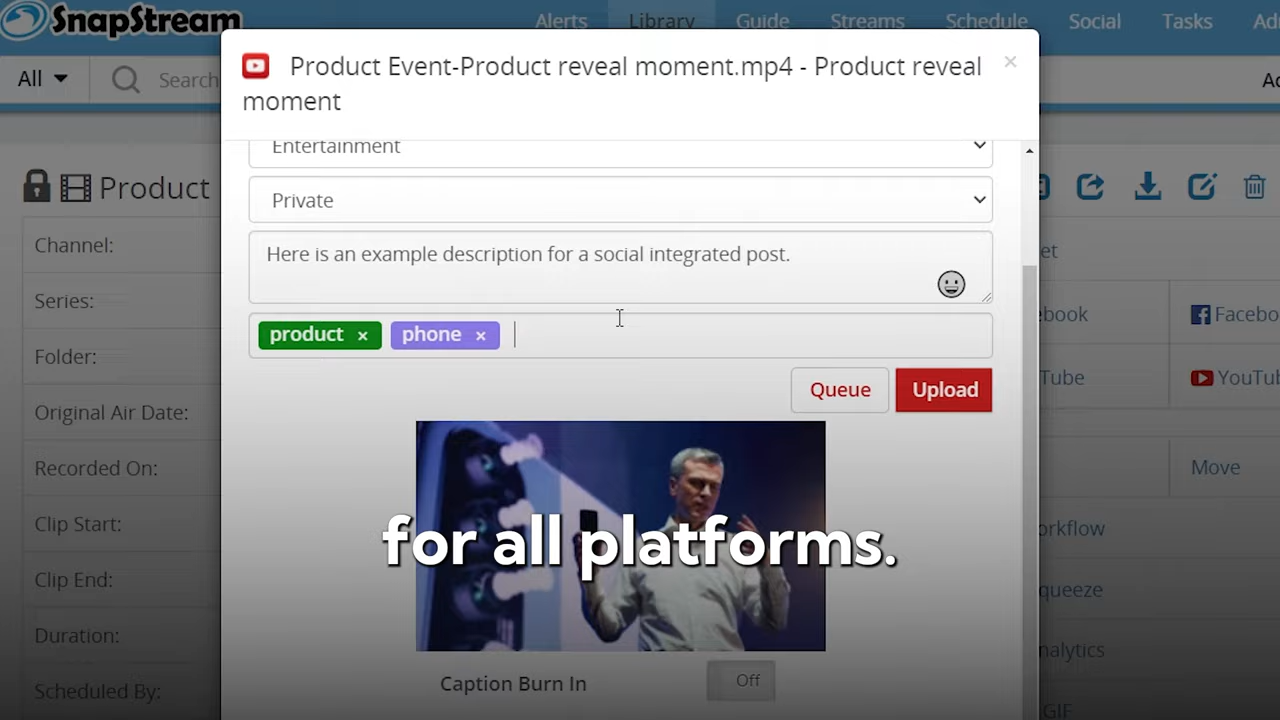 SnapStream
Alerts Library Guide Streams Schedule Social Tasks
All Search
Product Event-Product reveal moment.mp4 - Product reveal
moment
Entertainment
Product
Private
Channel:
Here is an example description for a social integrated post.
Series:
Facebo
product × phone ×
Folder:
YouTub
Queue Upload
Original Air Date:
Recorded On:
Move
Clip Start:
for all platforms.
Clip End:
Duration:
Caption Burn In Off
Scheduled By:
GIF